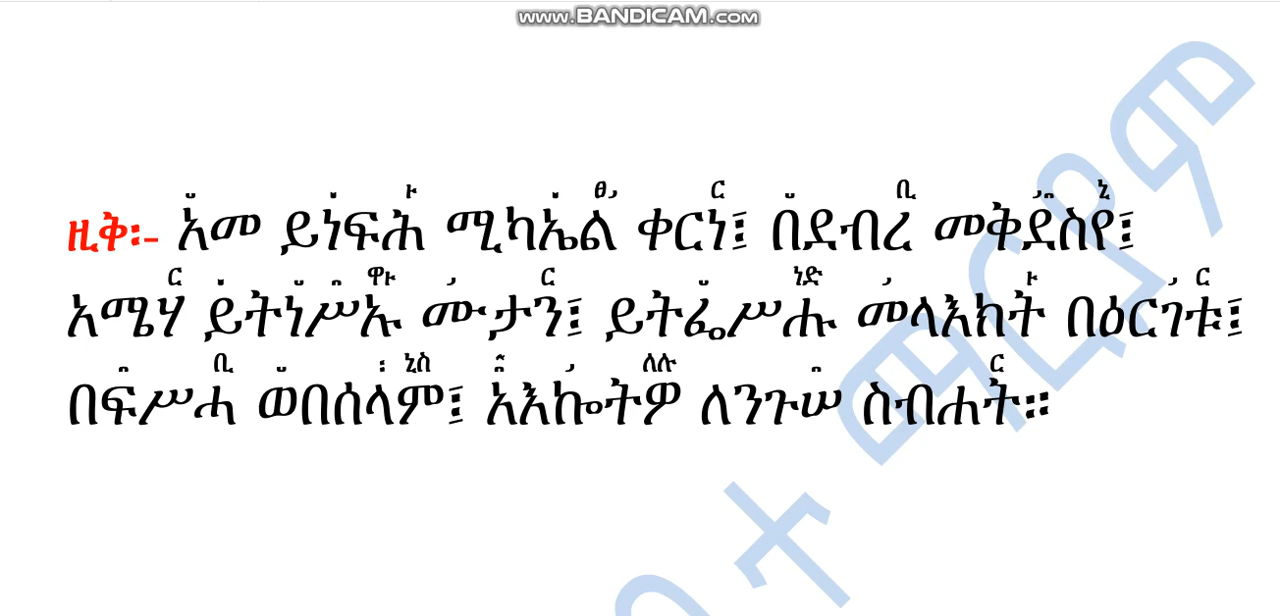 www.BANDICAM.com
ዚቅ፡- አመ ይነፍሕ ሚካኤል ቀርነ፤ በደብረ መቅደስየ፤
አሜሃ ይትነሥኡ ሙታን፤ ይትፌሥሑ መላእክት በዕርገቱ፤
በፍሥሓ ወበሰላም፤ አእኰትዎ ለንጉሠ ስብሐት።